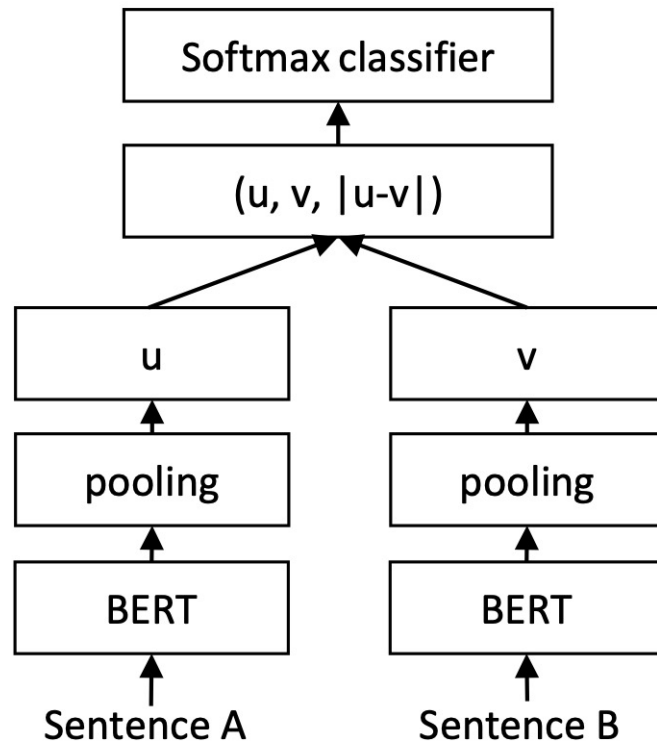 Softmax classifier
(u, v, |u-v|)
u
v
pooling
pooling
BERT
BERT
Sentence A
Sentence B